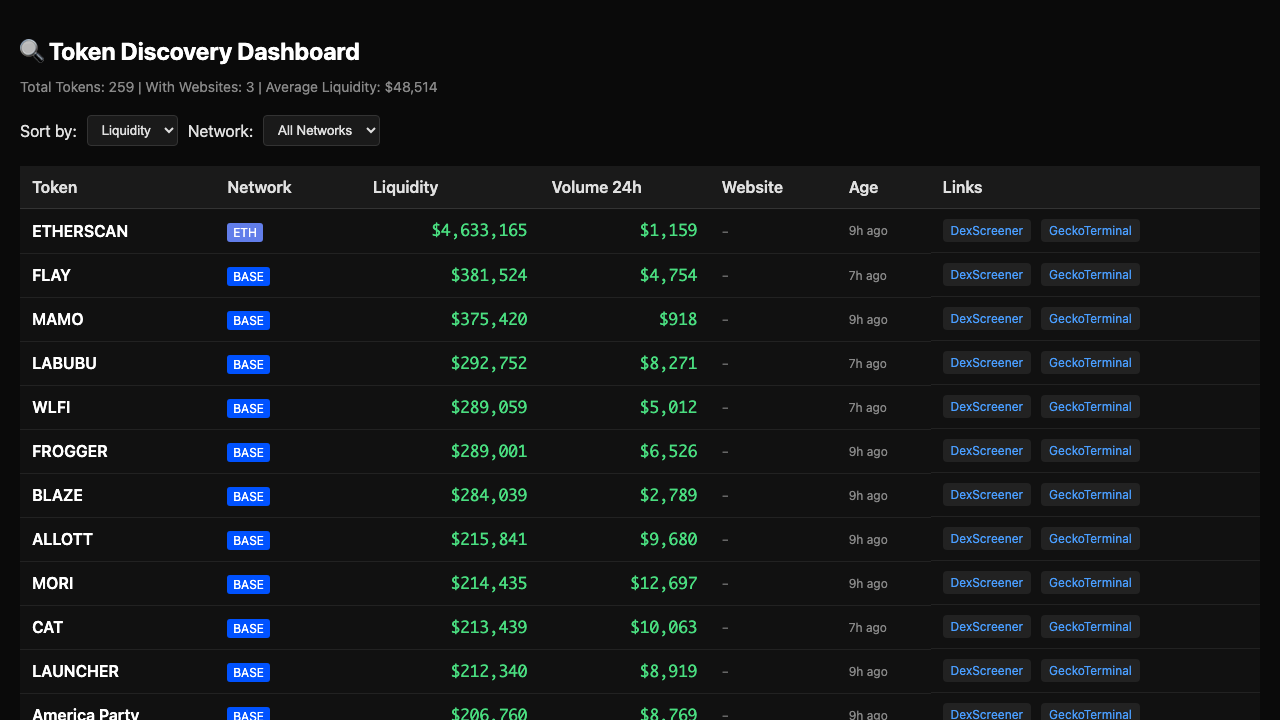 🔍 Token Discovery Dashboard
Total Tokens: 259 | With Websites: 3 | Average Liquidity: $48,514
Sort by: Liquidity Network: All Networks
Token Network Liquidity Volume 24h Website Age Links
ETHERSCAN ETH $4,633,165 $1,159 - 9h ago DexScreener GeckoTerminal
FLAY BASE $381,524 $4,754 - 7h ago DexScreener GeckoTerminal
MAMO BASE $375,420 $918 - 9h ago DexScreener GeckoTerminal
LABUBU BASE $292,752 $8,271 - 7h ago DexScreener GeckoTerminal
WLFI BASE $289,059 $5,012 - 7h ago DexScreener GeckoTerminal
FROGGER BASE $289,001 $6,526 - 9h ago DexScreener GeckoTerminal
BLAZE BASE $284,039 $2,789 - 9h ago DexScreener GeckoTerminal
ALLOTT BASE $215,841 $9,680 - 9h ago DexScreener GeckoTerminal
MORI BASE $214,435 $12,697 - 9h ago DexScreener GeckoTerminal
CAT BASE $213,439 $10,063 - 7h ago DexScreener GeckoTerminal
LAUNCHER BASE $212,340 $8,919 - 9h ago DexScreener GeckoTerminal
America Party BASE $206,760 $8,769 - 9h ago DexScreener GeckoTerminal